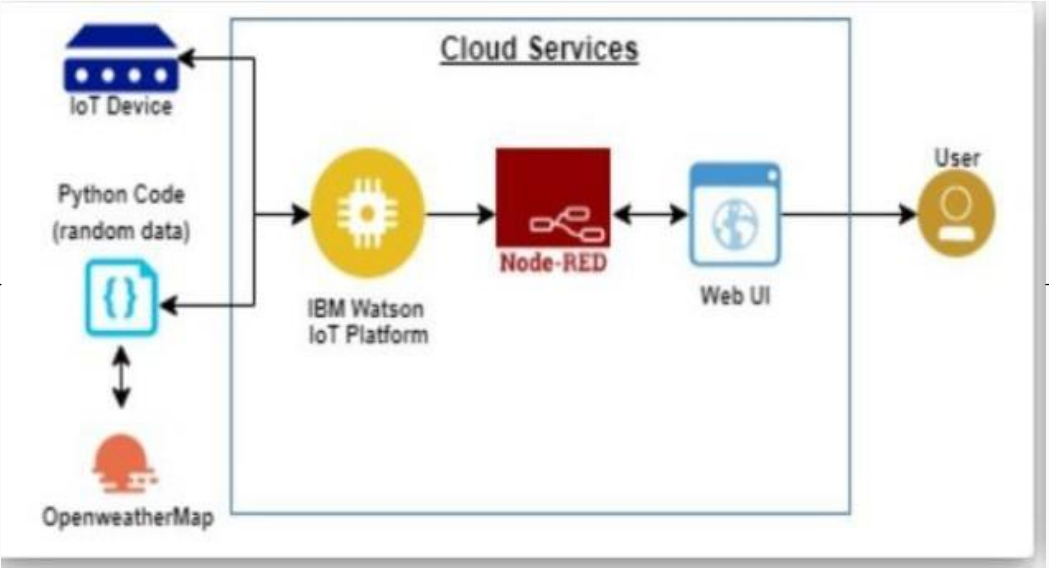 Cloud Services
IoT Device
Python Code
(random data)
IBM Watson
IoT Platform
Node-RED
Web UI
User
OpenweatherMap